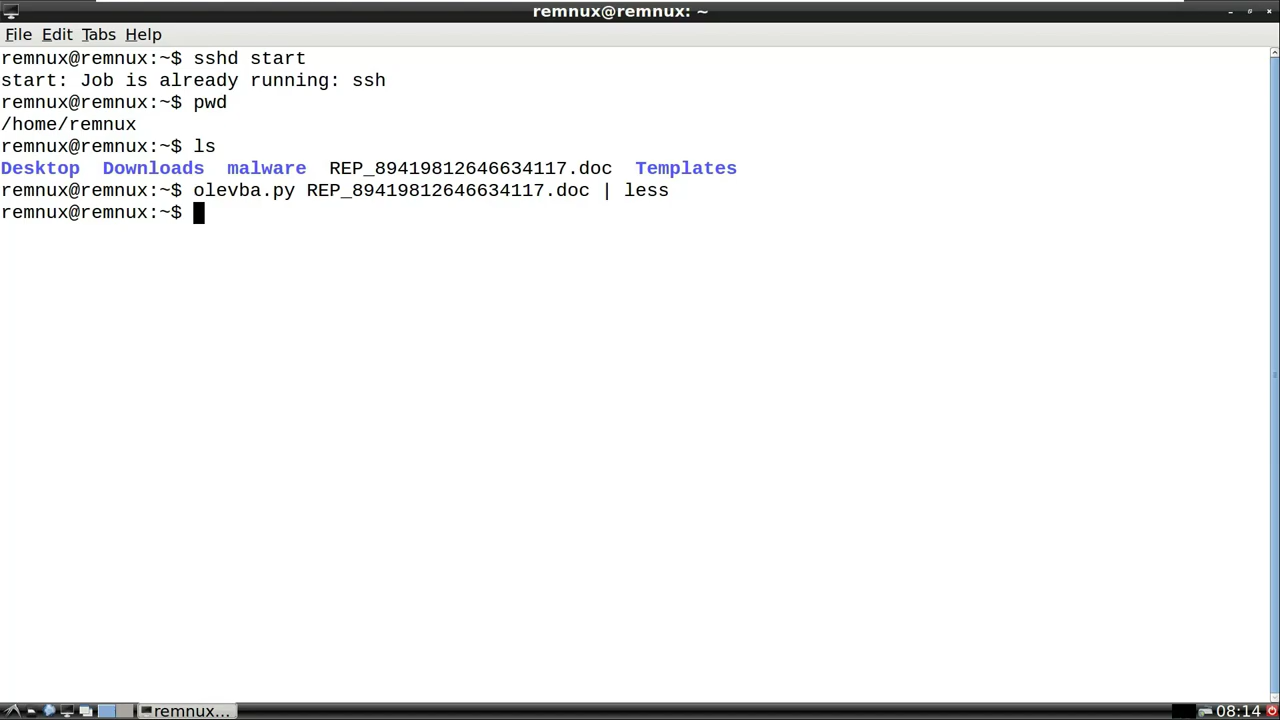 remnux@remnux: ~
File Edit Tabs Help
remnux@remnux:~$ sshd start
start: Job is already running: ssh
remnux@remnux:~$ pwd
/home/remnux
remnux@remnux:~$ ls
Desktop  Downloads  malware  REP_89419812646634117.doc  Templates
remnux@remnux:~$ olevba.py REP_89419812646634117.doc | less
remnux@remnux:~$
remnux... 08:14